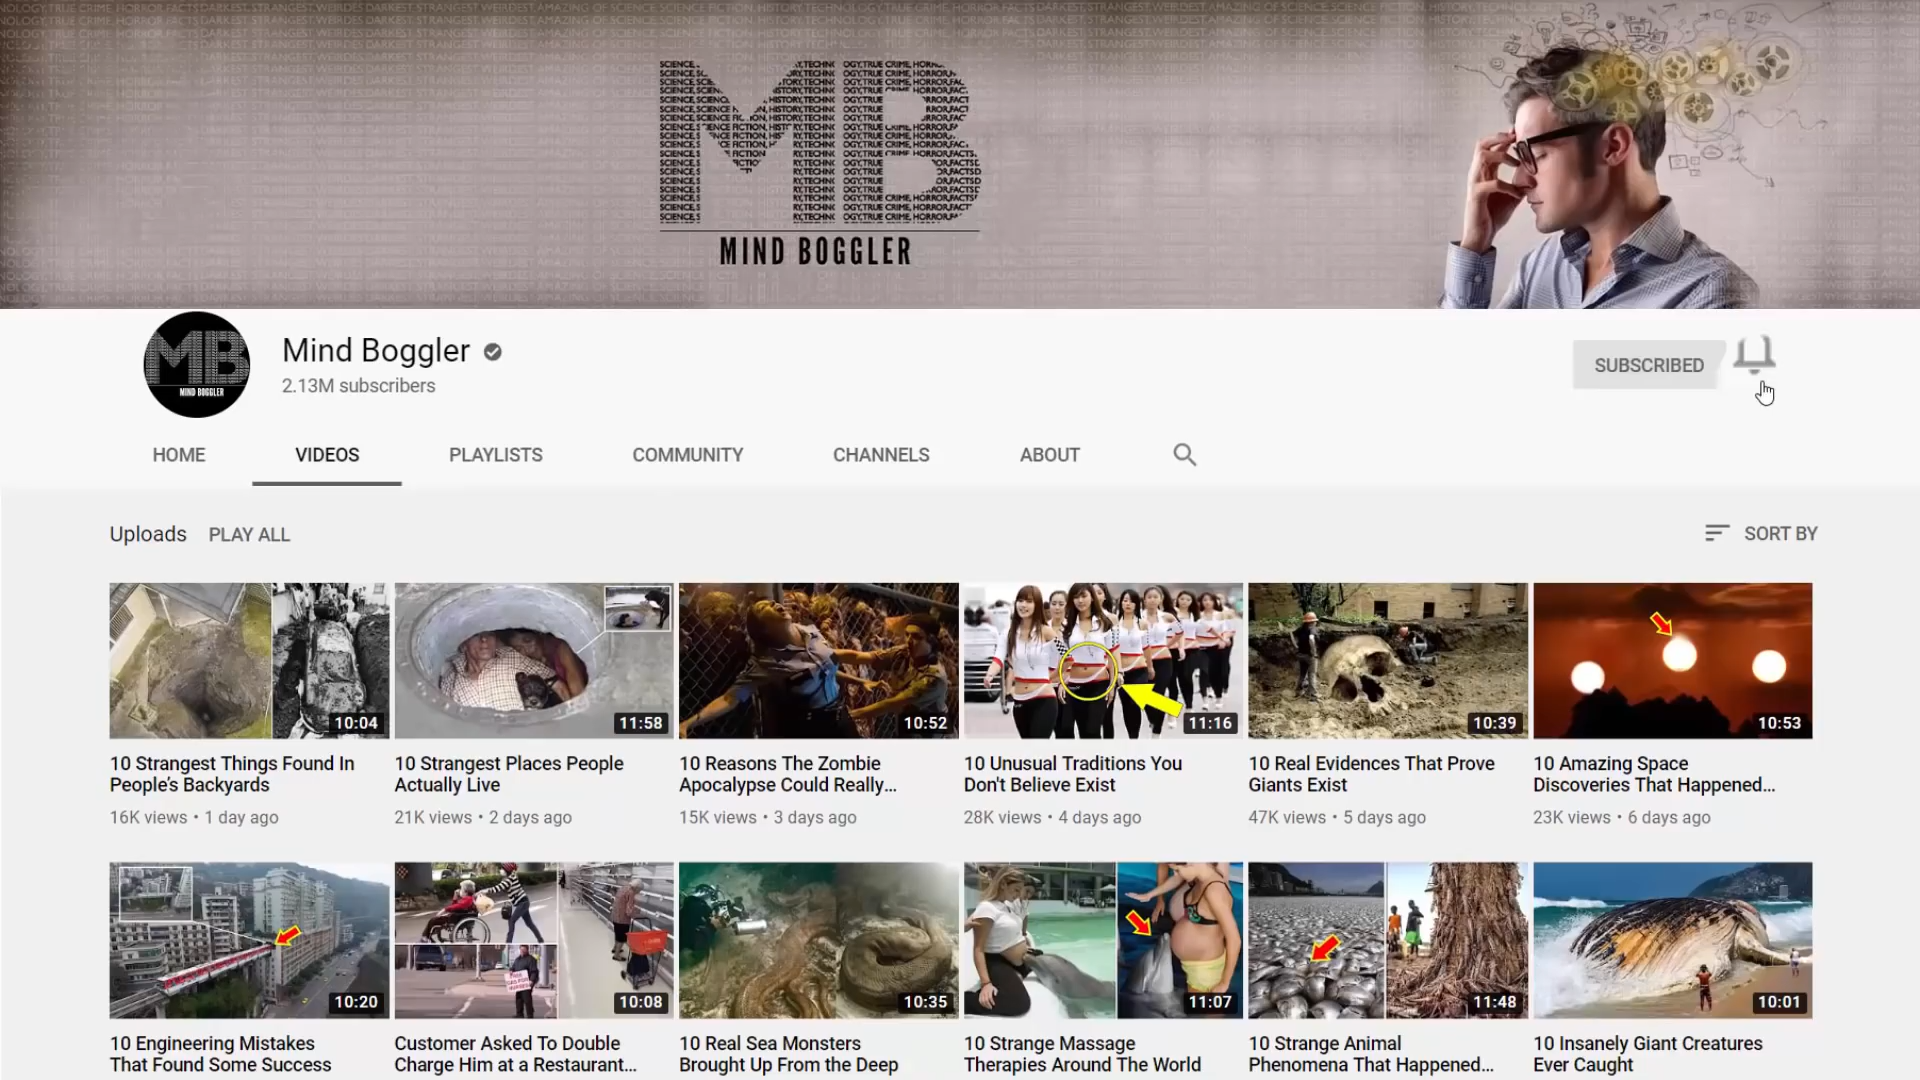 MIND BOGGLER
MB
MIND BOGGLER
Mind Boggler
2.13M subscribers
SUBSCRIBED
HOME
VIDEOS
PLAYLISTS
COMMUNITY
CHANNELS
ABOUT
Uploads
PLAY ALL
SORT BY
10:04
11:58
10:52
11:16
10:39
10:53
10 Strangest Things Found In
People’s Backyards
16K views • 1 day ago
10 Strangest Places People
Actually Live
21K views • 2 days ago
10 Reasons The Zombie
Apocalypse Could Really...
15K views • 3 days ago
10 Unusual Traditions You
Don't Believe Exist
28K views • 4 days ago
10 Real Evidences That Prove
Giants Exist
47K views • 5 days ago
10 Amazing Space
Discoveries That Happened...
23K views • 6 days ago
10:20
10:08
10:35
11:07
11:48
10:01
10 Engineering Mistakes
That Found Some Success
Customer Asked To Double
Charge Him at a Restaurant...
10 Real Sea Monsters
Brought Up From the Deep
10 Strange Massage
Therapies Around The World
10 Strange Animal
Phenomena That Happened...
10 Insanely Giant Creatures
Ever Caught